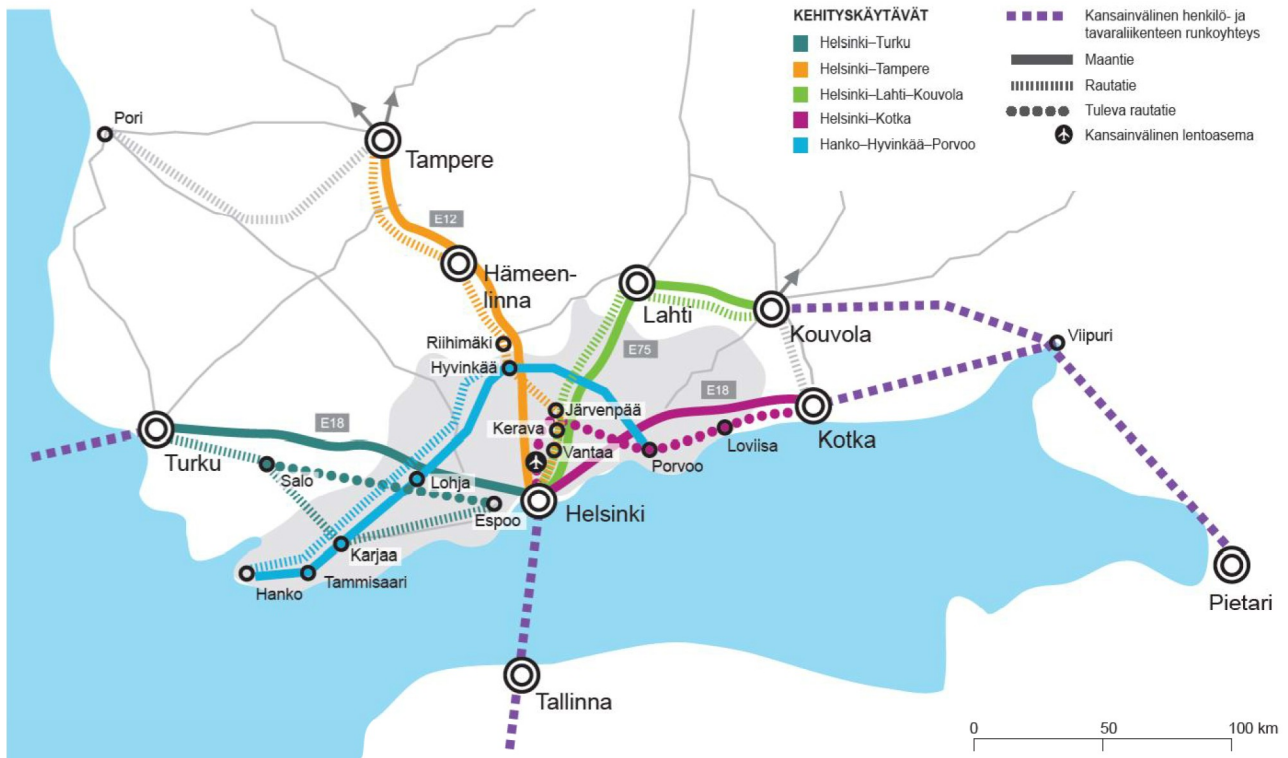 KEHITYSKÄYTÄVÄT
Helsinki–Turku
Helsinki–Tampere
Helsinki–Lahti–Kouvola
Helsinki–Kotka
Hanko–Hyvinkää–Porvoo
Kansainvälinen henkilö- ja
tavaraliikenteen runkoyhteys
Maantie
Rautatie
Tuleva rautatie
Kansainvälinen lentoasema
Pori
Tampere
E12
Hämeen-
linna
Lahti
Kouvola
Viipuri
Riihimäki
Hyvinkää
E75
E18
Järvenpää
Kerava
Vantaa
Porvoo
Loviisa
Kotka
E18
Turku
Salo
Lohja
Espoo
Helsinki
Karjaa
Hanko
Tammisaari
Pietari
Tallinna
0
50
100 km